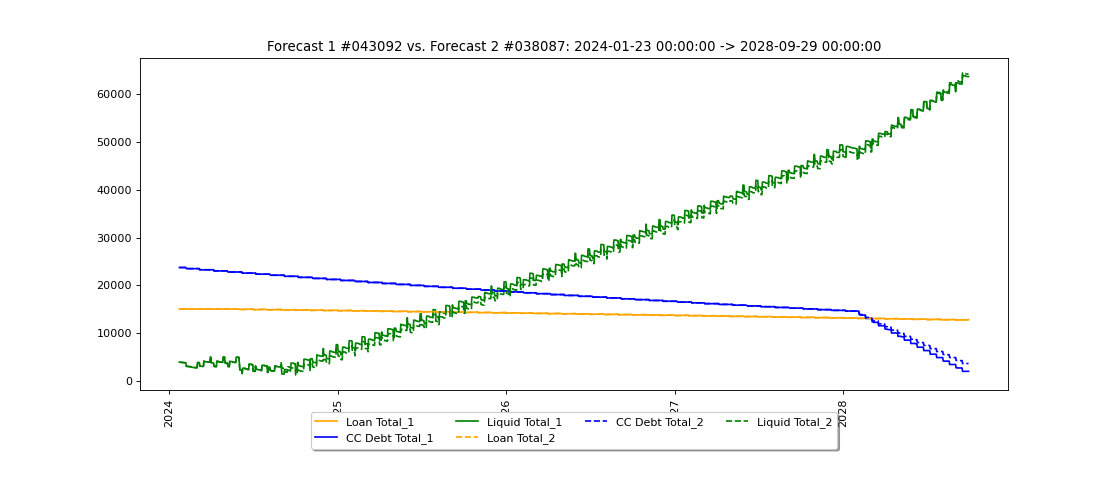 Forecast 1 #043092 vs. Forecast 2 #038087: 2024-01-23 00:00:00 -> 2028-09-29 00:00:00
60000
50000
40000
30000
20000
10000
0
2024
25
26
27
2028
Loan Total_1
Liquid Total_1
CC Debt Total_2
Liquid Total_2
CC Debt Total_1
Loan Total_2